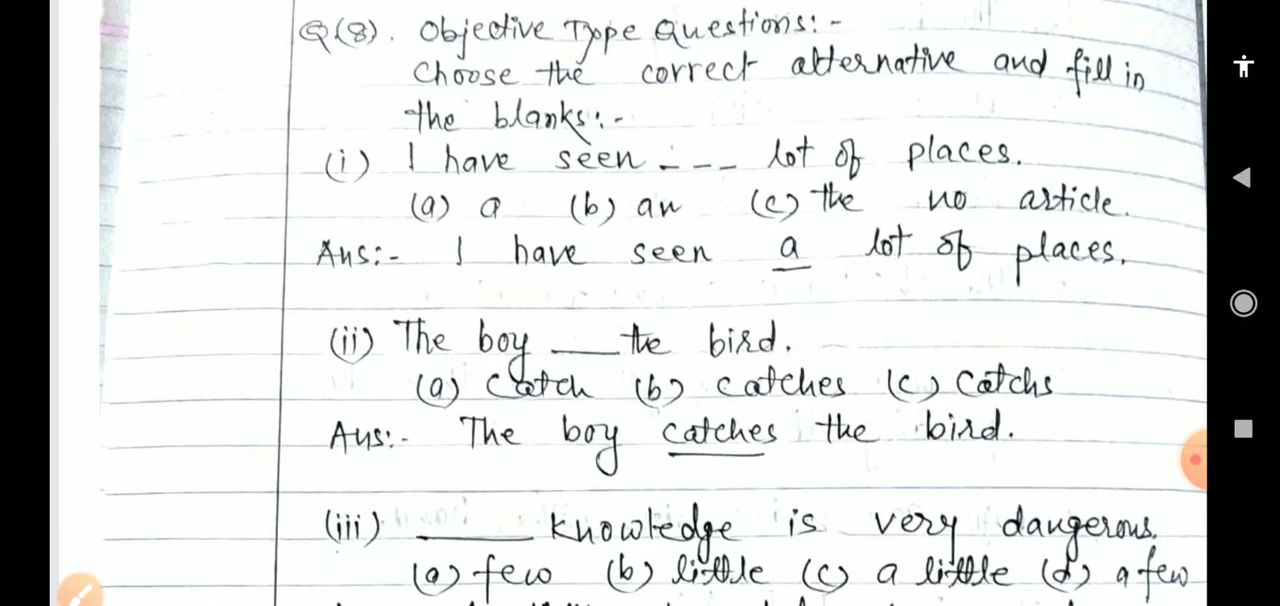 Q(8). Objective Type Questions:-
Choose the correct alternative and fill in
the blanks:-
(i) I have seen --- lot of places.
(a) a (b) an (c) the no article.
Ans:- I have seen a lot of places.
(ii) The boy ___ the bird.
(a) Catch (b) catches (c) Catchs
Ans:- The boy catches the bird.
(iii) ____ knowledge is very dangerous.
(a) few (b) little (c) a little (d) a few